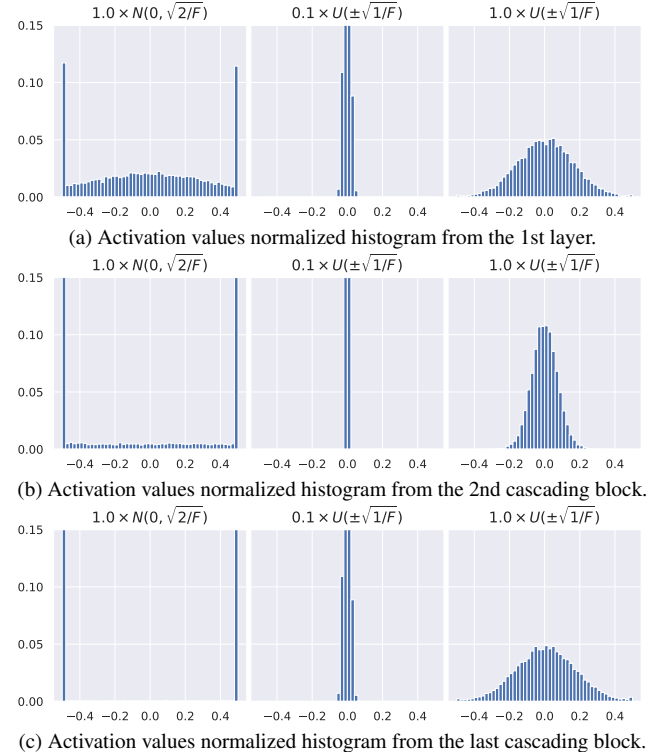 1.0 × N(0, √2/F) 0.1 × U(±√1/F) 1.0 × U(±√1/F)
0.15
0.10
0.05
0.00
−0.4 −0.2 0.0 0.2 0.4 −0.4 −0.2 0.0 0.2 0.4 −0.4 −0.2 0.0 0.2 0.4
(a) Activation values normalized histogram from the 1st layer.
1.0 × N(0, √2/F) 0.1 × U(±√1/F) 1.0 × U(±√1/F)
0.15
0.10
0.05
0.00
−0.4 −0.2 0.0 0.2 0.4 −0.4 −0.2 0.0 0.2 0.4 −0.4 −0.2 0.0 0.2 0.4
(b) Activation values normalized histogram from the 2nd cascading block.
1.0 × N(0, √2/F) 0.1 × U(±√1/F) 1.0 × U(±√1/F)
0.15
0.10
0.05
0.00
−0.4 −0.2 0.0 0.2 0.4 −0.4 −0.2 0.0 0.2 0.4 −0.4 −0.2 0.0 0.2 0.4
(c) Activation values normalized histogram from the last cascading block.